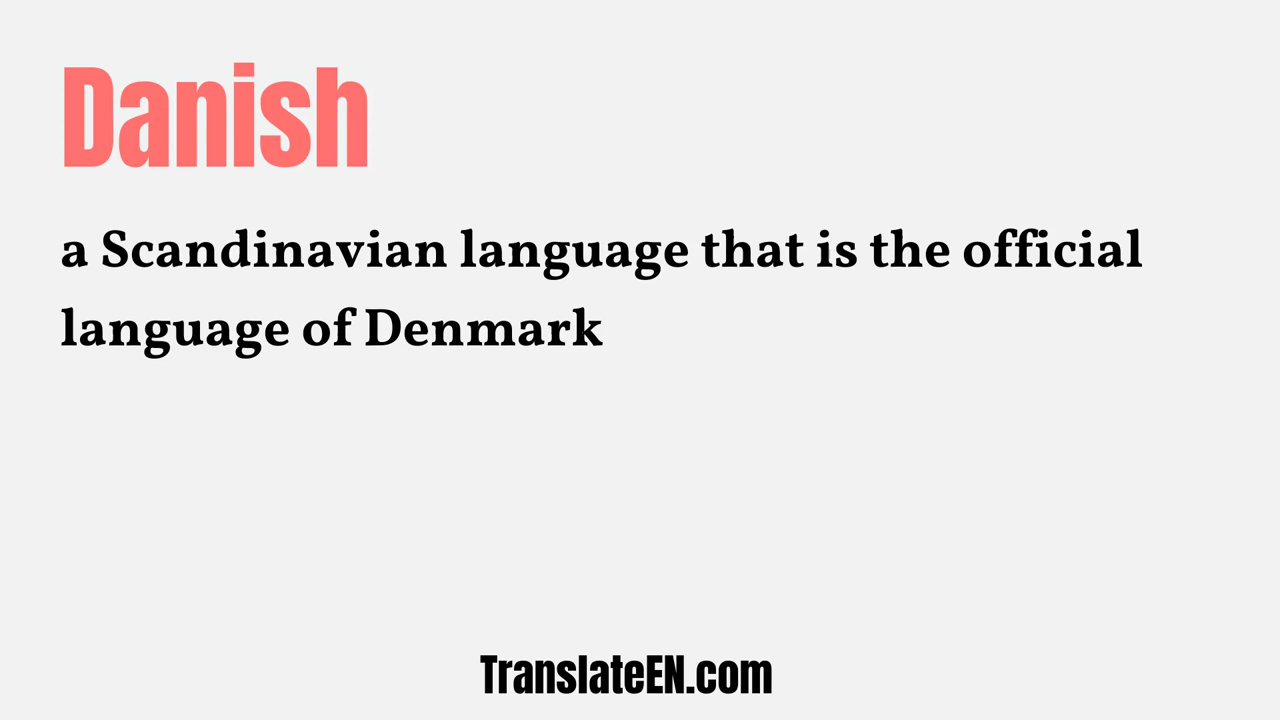 Danish
a Scandinavian language that is the official
language of Denmark
TranslateEN.com